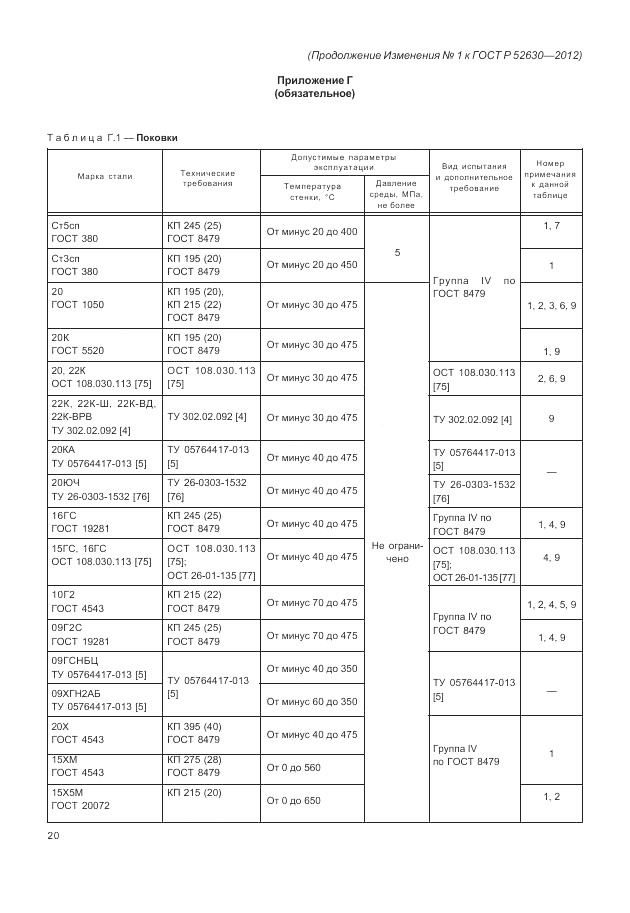 (Продолжение Изменения № 1 к ГОСТ Р 52630—2012)
Приложение Г
(обязательное)
Таблица Г.1 — Поковки
Марка стали
Технические
требования
Допустимые параметры
эксплуатации
Температура
стенки, °С
Давление
среды, МПа,
не более
Вид испытания
и дополнительное
требование
Номер
примечания
к данной
таблице
Ст5сп
ГОСТ 380
КП 245 (25)
ГОСТ 8479
От минус 20 до 400
5
Группа IV по
ГОСТ 8479
1, 7
Ст3сп
ГОСТ 380
КП 195 (20)
ГОСТ 8479
От минус 20 до 450
1
20
ГОСТ 1050
КП 195 (20),
КП 215 (22)
ГОСТ 8479
От минус 30 до 475
Не ограни-
чено
1, 2, 3, 6, 9
20К
ГОСТ 5520
КП 195 (20)
ГОСТ 8479
От минус 30 до 475
1, 9
20, 22К
ОСТ 108.030.113 [75]
ОСТ 108.030.113
[75]
От минус 30 до 475
ОСТ 108.030.113
[75]
2, 6, 9
22К, 22К-Ш, 22К-ВД,
22К-ВРВ
ТУ 302.02.092 [4]
ТУ 302.02.092 [4]
От минус 30 до 475
ТУ 302.02.092 [4]
9
20КА
ТУ 05764417-013 [5]
ТУ 05764417-013
[5]
От минус 40 до 475
ТУ 05764417-013
[5]
—
20ЮЧ
ТУ 26-0303-1532 [76]
ТУ 26-0303-1532
[76]
От минус 40 до 475
ТУ 26-0303-1532
[76]
16ГС
ГОСТ 19281
КП 245 (25)
ГОСТ 8479
От минус 40 до 475
Группа IV по
ГОСТ 8479
1, 4, 9
15ГС, 16ГС
ОСТ 108.030.113 [75]
ОСТ 108.030.113
[75];
ОСТ 26-01-135 [77]
От минус 40 до 475
ОСТ 108.030.113
[75];
ОСТ 26-01-135 [77]
4, 9
10Г2
ГОСТ 4543
КП 215 (22)
ГОСТ 8479
От минус 70 до 475
Группа IV по
ГОСТ 8479
1, 2, 4, 5, 9
09Г2С
ГОСТ 19281
КП 245 (25)
ГОСТ 8479
От минус 70 до 475
1, 4, 9
09ГСНБЦ
ТУ 05764417-013 [5]
ТУ 05764417-013
[5]
От минус 40 до 350
ТУ 05764417-013
[5]
—
09ХГН2АБ
ТУ 05764417-013 [5]
От минус 60 до 350
20Х
ГОСТ 4543
КП 395 (40)
ГОСТ 8479
От минус 40 до 475
Группа IV
по ГОСТ 8479
1
15ХМ
ГОСТ 4543
КП 275 (28)
ГОСТ 8479
От 0 до 560
15Х5М
ГОСТ 20072
КП 215 (20)
От 0 до 650
1, 2
20